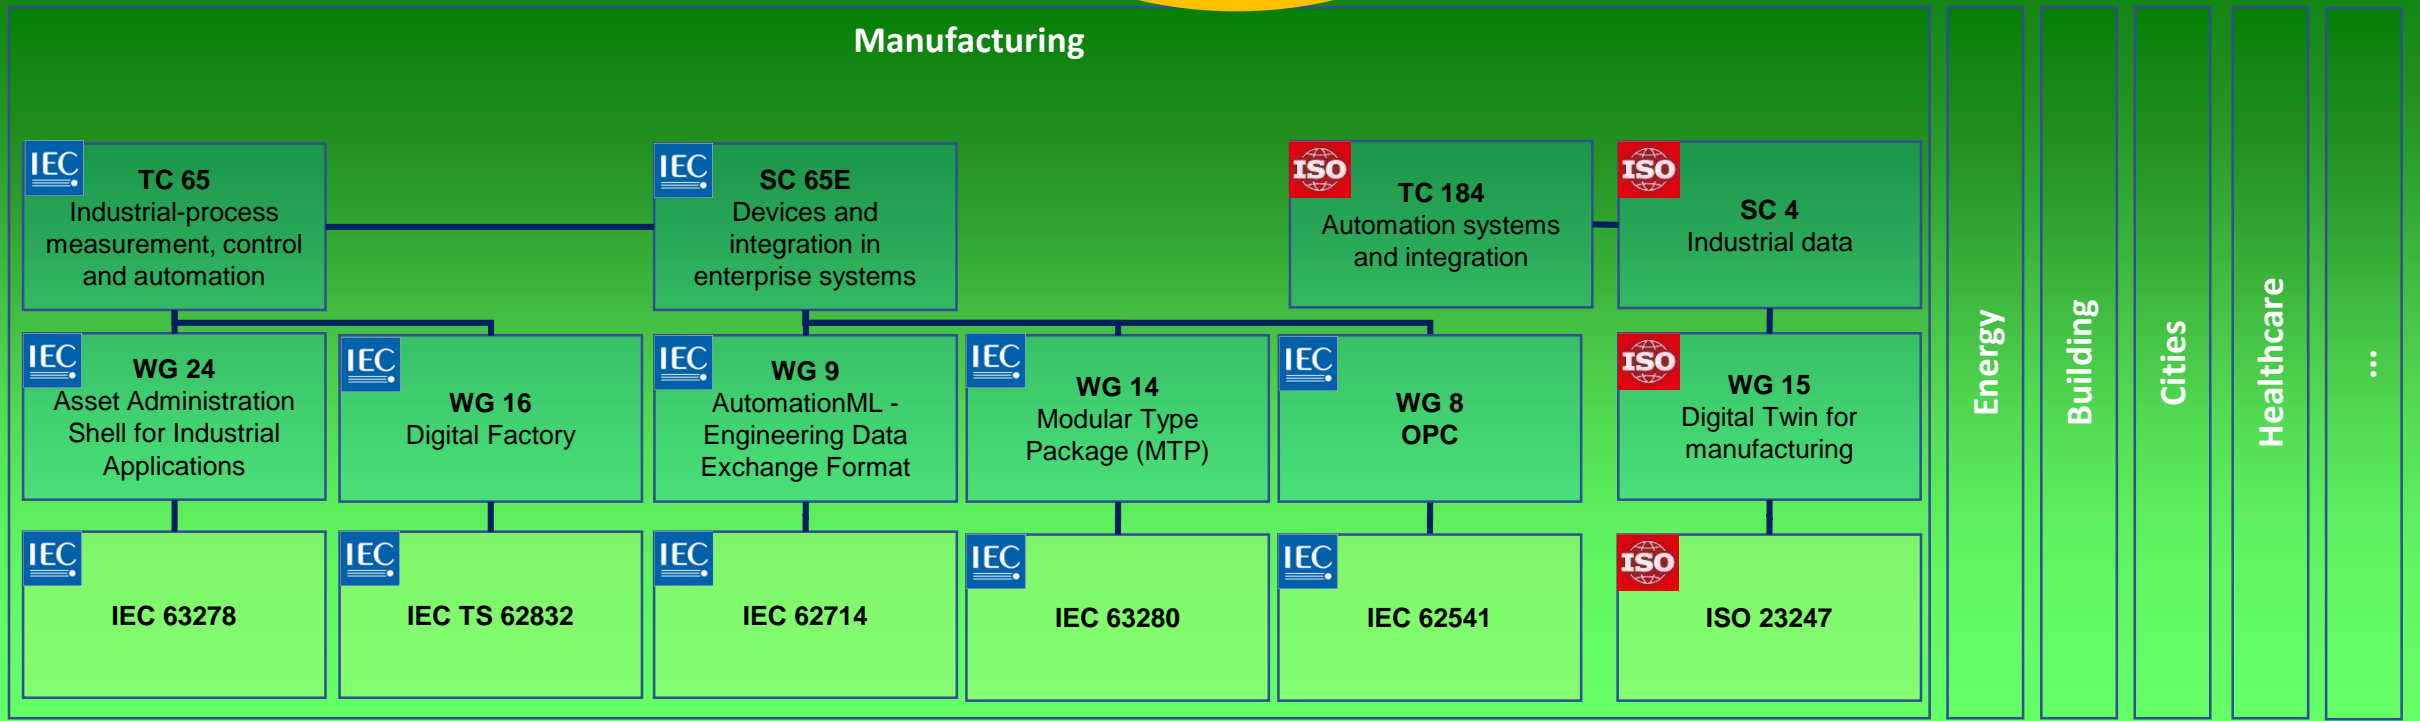 Manufacturing
IEC
TC 65
Industrial-process
measurement, control
and automation
IEC
SC 65E
Devices and
integration in
enterprise systems
ISO
TC 184
Automation systems
and integration
ISO
SC 4
Industrial data
IEC
WG 24
Asset Administration
Shell for Industrial
Applications
IEC
WG 16
Digital Factory
IEC
WG 9
AutomationML -
Engineering Data
Exchange Format
IEC
WG 14
Modular Type
Package (MTP)
IEC
WG 8
OPC
ISO
WG 15
Digital Twin for
manufacturing
IEC
IEC 63278
IEC
IEC TS 62832
IEC
IEC 62714
IEC
IEC 63280
IEC
IEC 62541
ISO
ISO 23247
Energy
Building
Cities
Healthcare
...